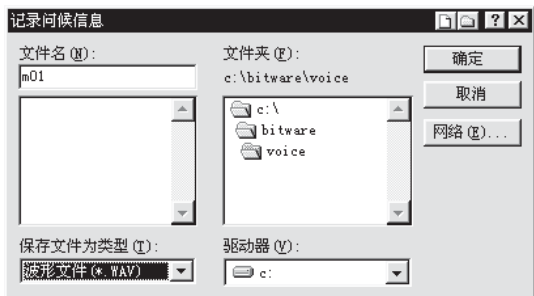 记录问候信息
文件名(N):
m01
文件夹(F):
c:\bitware\voice
c:\
bitware
voice
确定
取消
网络(E)...
保存文件为类型(T):
波形文件(*.WAV)
驱动器(V):
c: